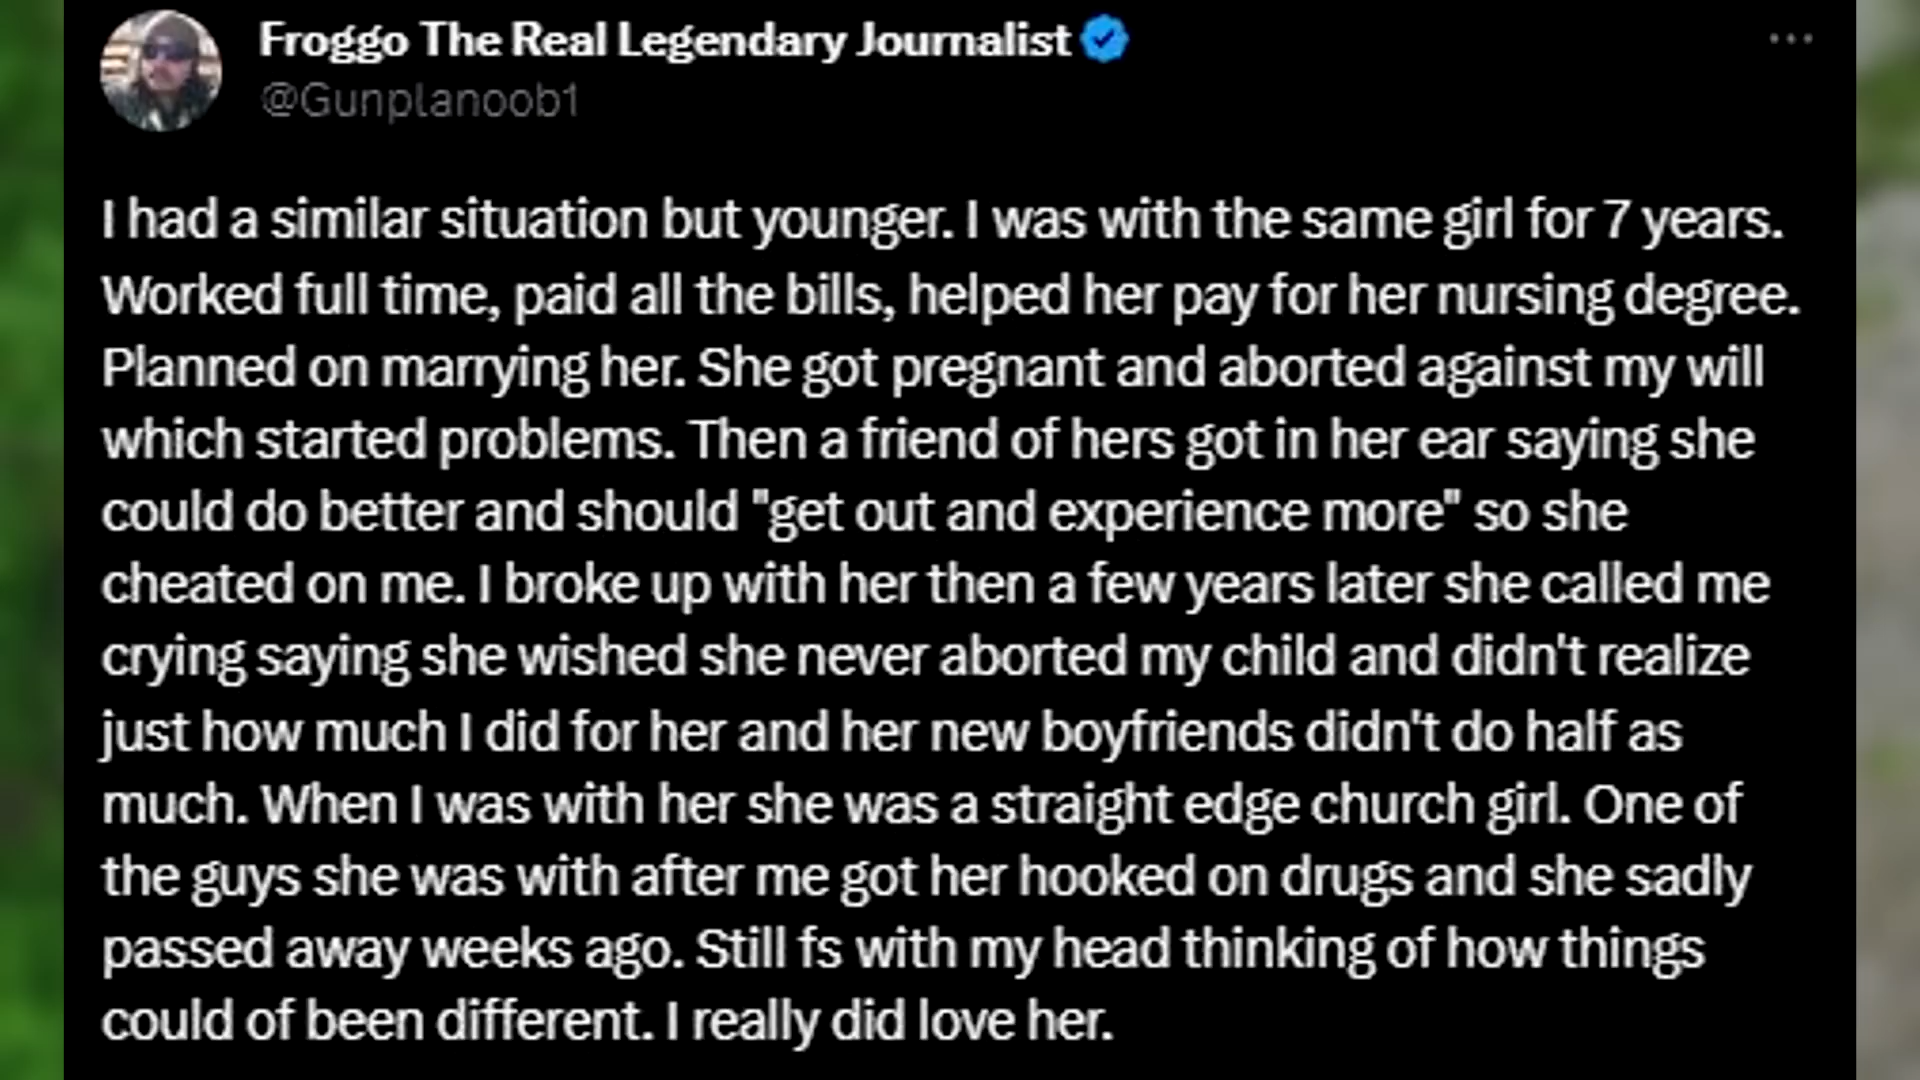 Froggo The Real Legendary Journalist
@Gunplanoob1
I had a similar situation but younger. I was with the same girl for 7 years.
Worked full time, paid all the bills, helped her pay for her nursing degree.
Planned on marrying her. She got pregnant and aborted against my will
which started problems. Then a friend of hers got in her ear saying she
could do better and should "get out and experience more" so she
cheated on me. I broke up with her then a few years later she called me
crying saying she wished she never aborted my child and didn't realize
just how much I did for her and her new boyfriends didn't do half as
much. When I was with her she was a straight edge church girl. One of
the guys she was with after me got her hooked on drugs and she sadly
passed away weeks ago. Still fs with my head thinking of how things
could of been different. I really did love her.